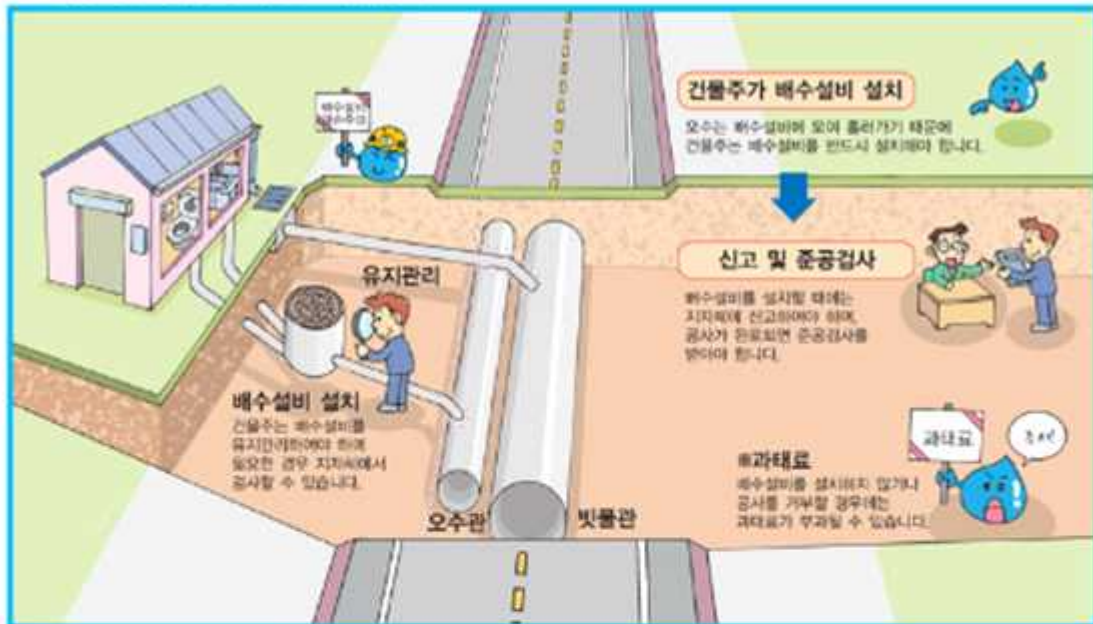 건물주가 배수설비 설치
오수는 배수설비에 모여 흘러가기 때문에
건물주는 배수설비를 반드시 설치해야 합니다.
신고 및 준공검사
배수설비를 설치할 때에는
지자체에 신고하여야 하며,
공사가 완료되면 준공검사를
받아야 합니다.
유지관리
배수설비 설치
건물주는 배수설비를
유지관리하여야 하며
필요한 경우 지자체에서
검사할 수 있습니다.
오수관
빗물관
과태료
※과태료
배수설비를 설치하지 않거나
공사를 거부할 경우에는
과태료가 부과될 수 있습니다.